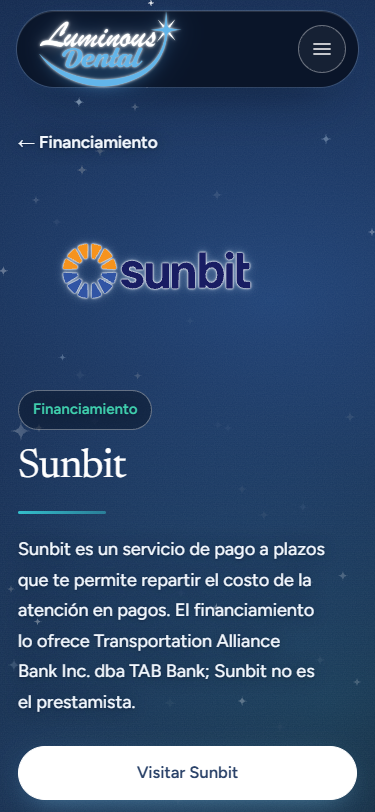 Luminous
Dental
← Financiamiento
sunbit
Financiamiento
Sunbit
Sunbit es un servicio de pago a plazos
que te permite repartir el costo de la
atención en pagos. El financiamiento
lo ofrece Transportation Alliance
Bank Inc. dba TAB Bank; Sunbit no es
el prestamista.
Visitar Sunbit